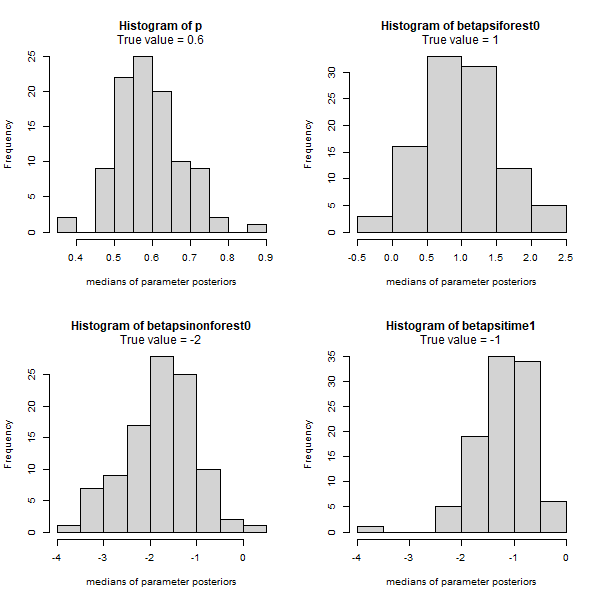 Histogram of p
True value = 0.6
Frequency
0
5
10
15
20
25
0.4 0.5 0.6 0.7 0.8 0.9
medians of parameter posteriors
Histogram of betapsiforest0
True value = 1
Frequency
0
5
10
15
20
25
30
-0.5 0.0 0.5 1.0 1.5 2.0 2.5
medians of parameter posteriors
Histogram of betapsinonforest0
True value = -2
Frequency
0
5
10
15
20
25
-4 -3 -2 -1 0
medians of parameter posteriors
Histogram of betapsitime1
True value = -1
Frequency
0
5
10
15
20
25
30
35
-4 -3 -2 -1 0
medians of parameter posteriors